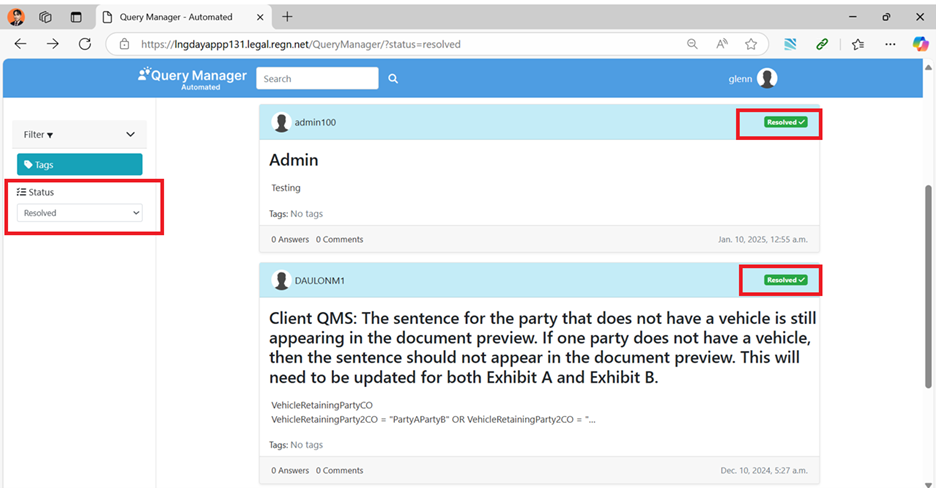 Query Manager - Automated
https://lngdayappp131.legal.regn.net/QueryManager/?status=resolved
Query Manager
Automated
Search
glenn
Filter
Tags
Status
Resolved
admin100
Resolved
Admin
Testing
Tags: No tags
0 Answers 0 Comments
Jan. 10, 2025, 12:55 a.m.
DAULONM1
Resolved
Client QMS: The sentence for the party that does not have a vehicle is still
appearing in the document preview. If one party does not have a vehicle,
then the sentence should not appear in the document preview. This will
need to be updated for both Exhibit A and Exhibit B.
VehicleRetainingPartyCO
VehicleRetainingParty2CO = "PartyAPartyB" OR VehicleRetainingParty2CO = "...
Tags: No tags
0 Answers 0 Comments
Dec. 10, 2024, 5:27 a.m.